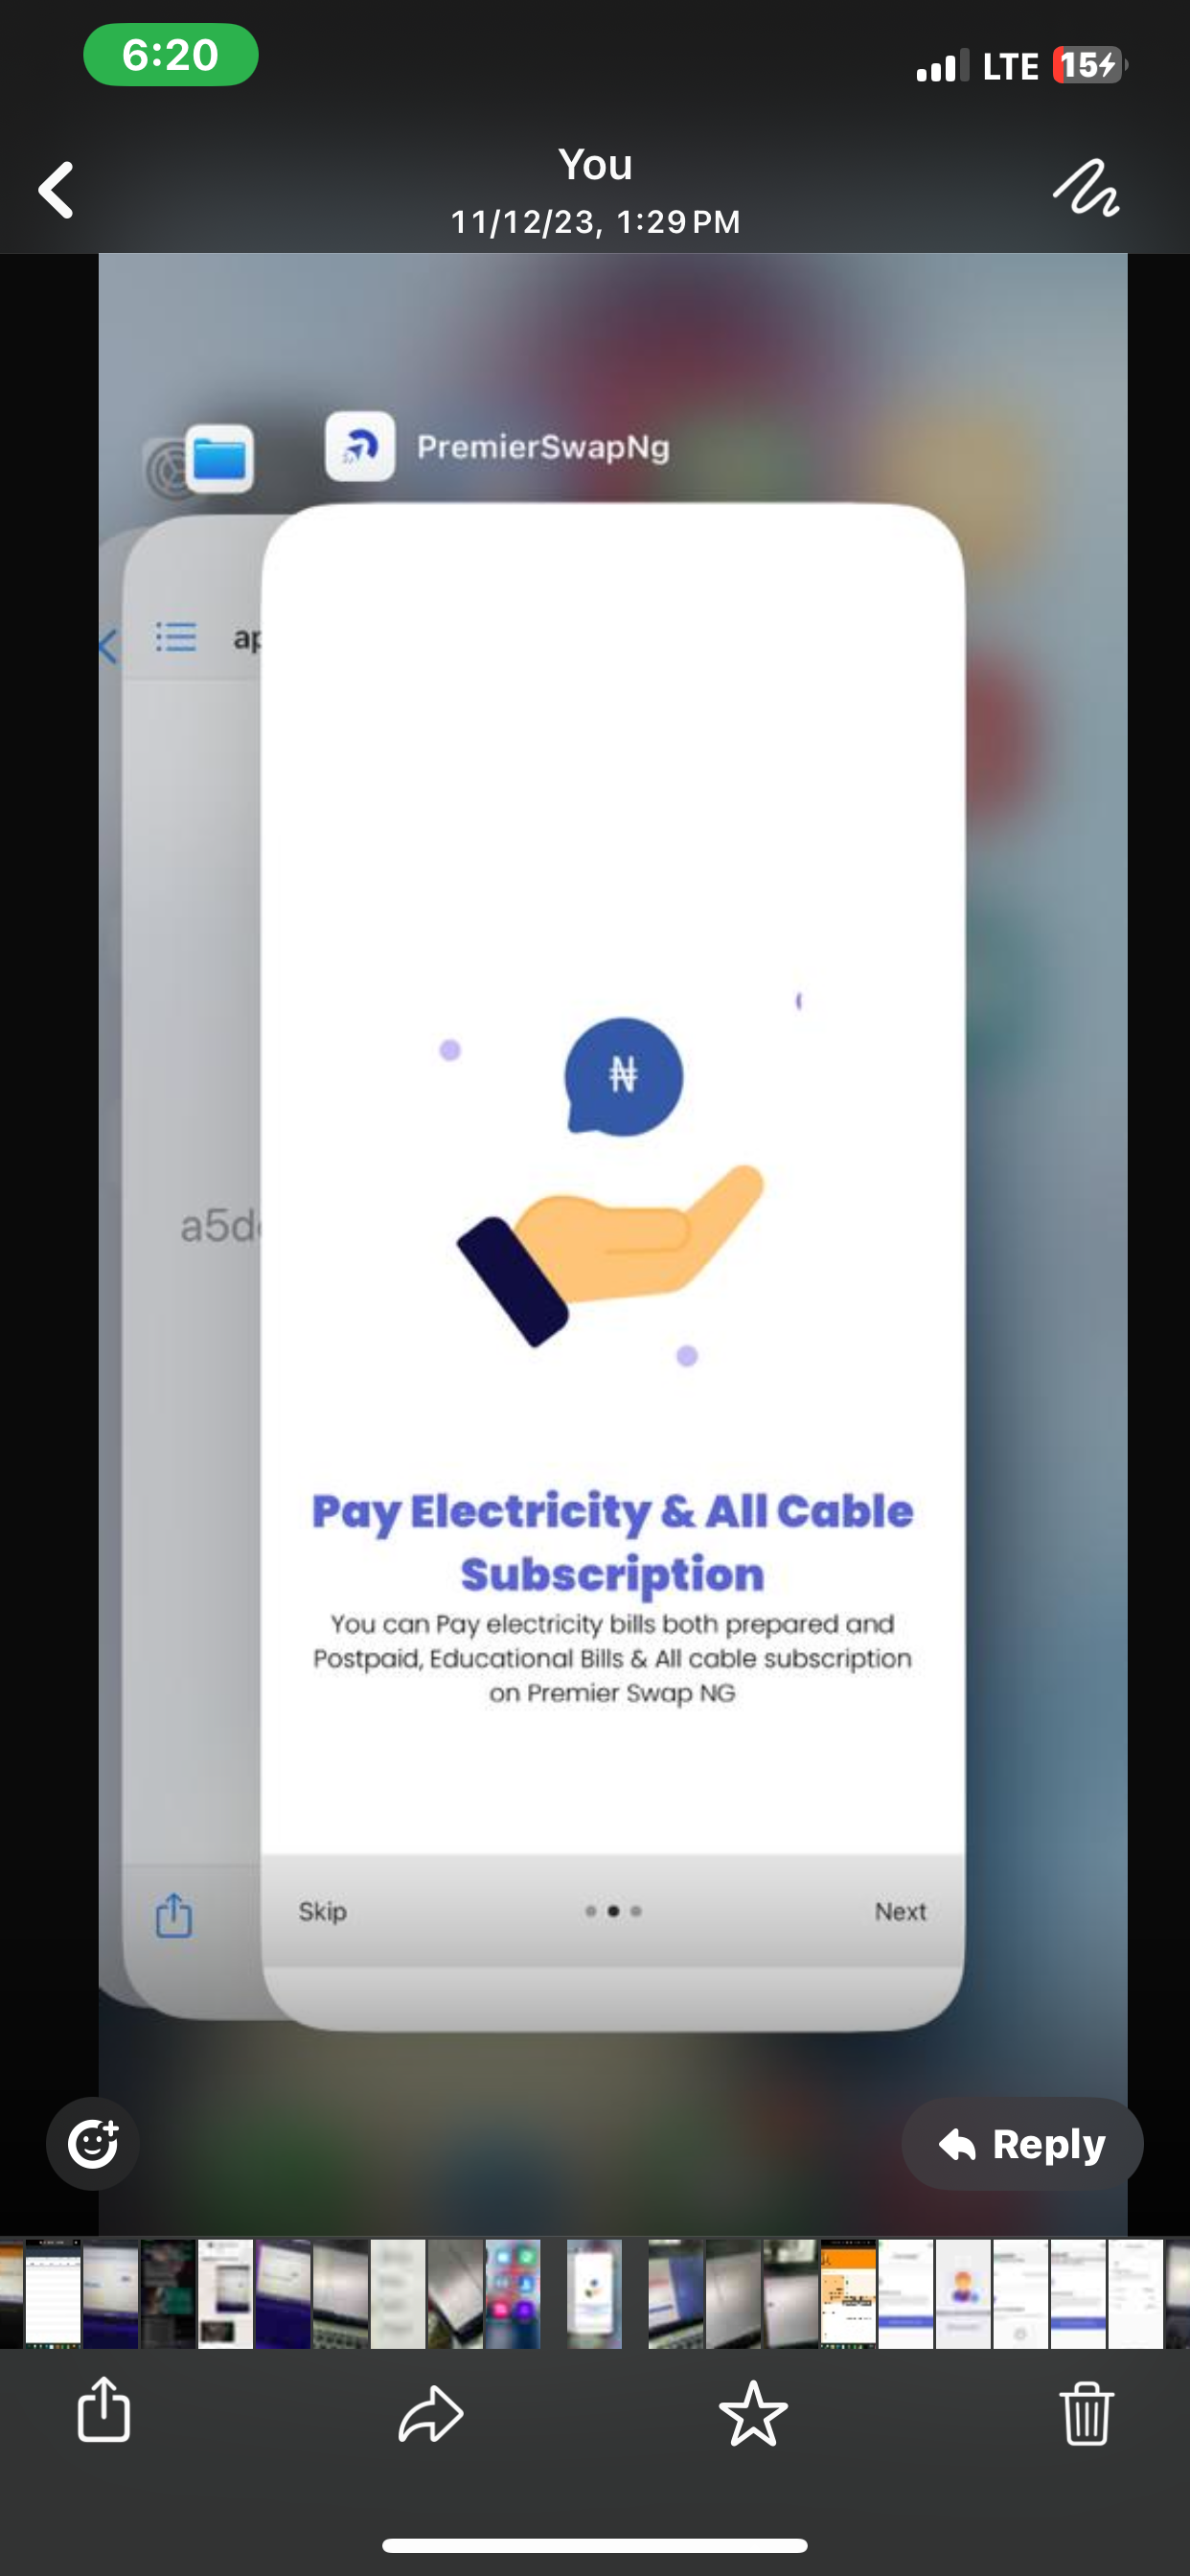 6:20
LTE
15
You
11/12/23, 1:29 PM
PremierSwapNg
ap
a5d
₦
Pay Electricity & All Cable
Subscription
You can Pay electricity bills both prepared and
Postpaid, Educational Bills & All cable subscription
on Premier Swap NG
Skip
Next
Reply